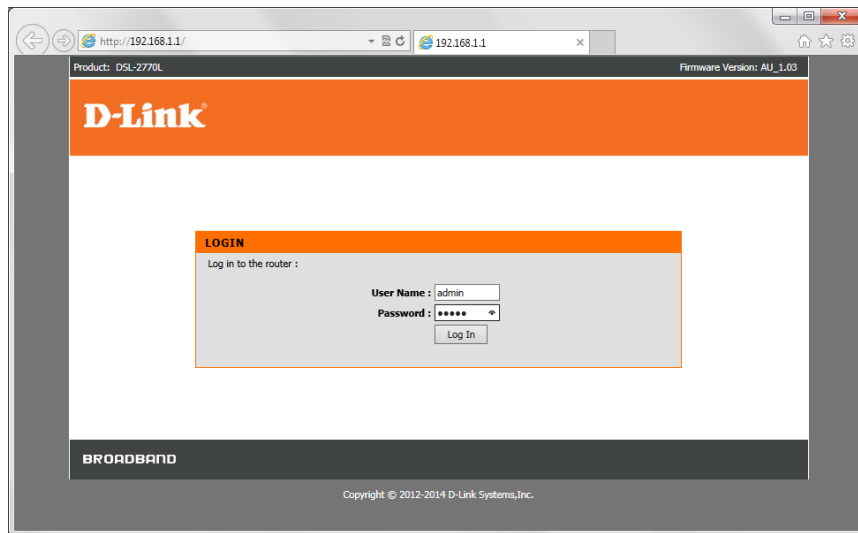 http://192.168.1.1/
192.168.1.1
Product: DSL-2770L
Firmware Version: AU_1.03
D-Link®
LOGIN
Log in to the router :
User Name : admin
Password : •••••
Log In
BROADBAND
Copyright © 2012-2014 D-Link Systems,Inc.